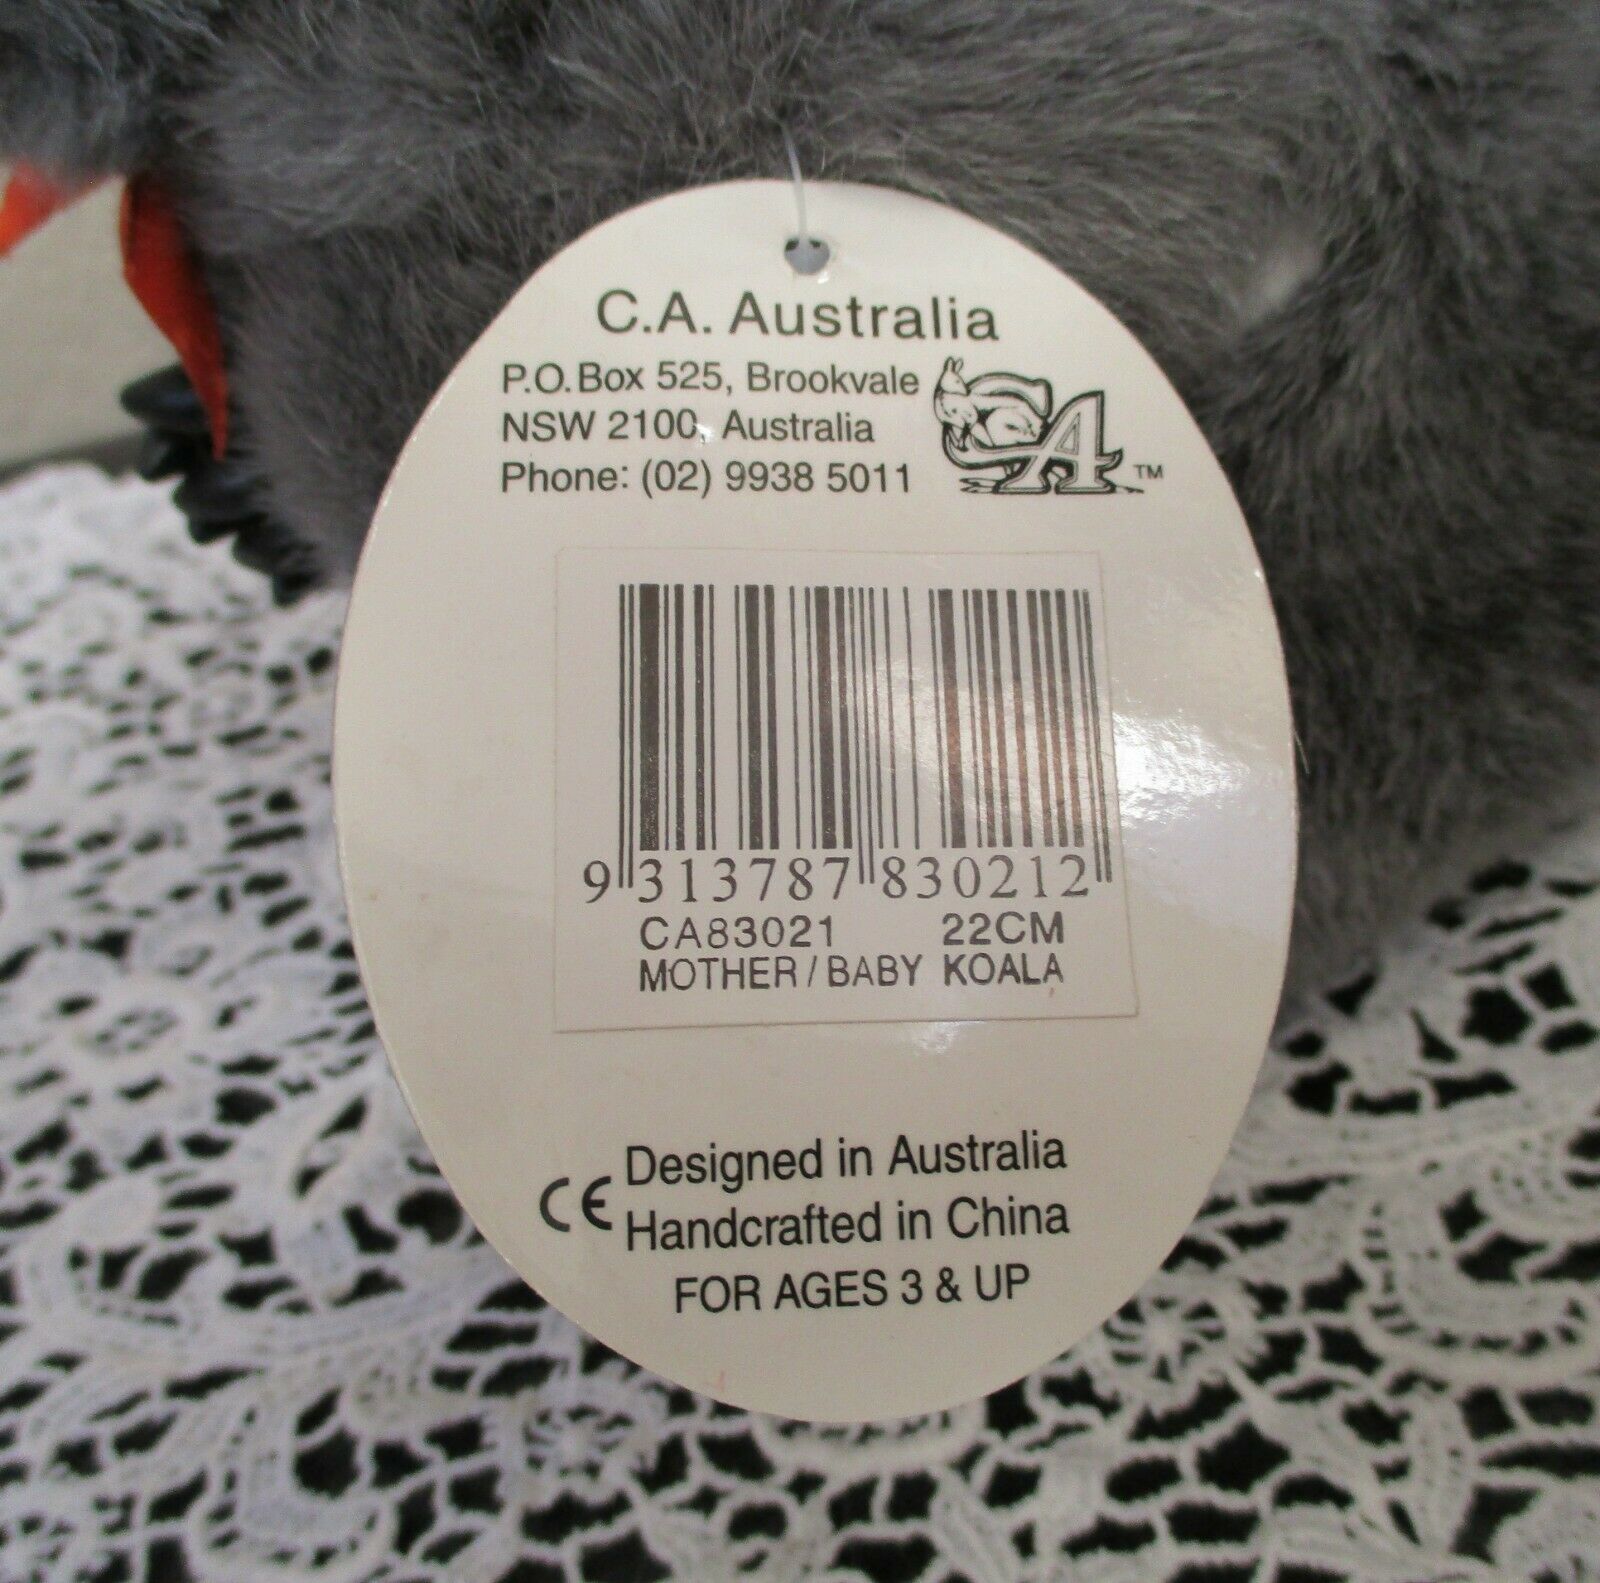 C.A. Australia
P.O.Box 525, Brookvale
NSW 2100, Australia
Phone: (02) 9938 5011
CA TM
9 313787 830212
CA83021 22CM
MOTHER/BABY KOALA
CE
Designed in Australia
Handcrafted in China
FOR AGES 3 & UP